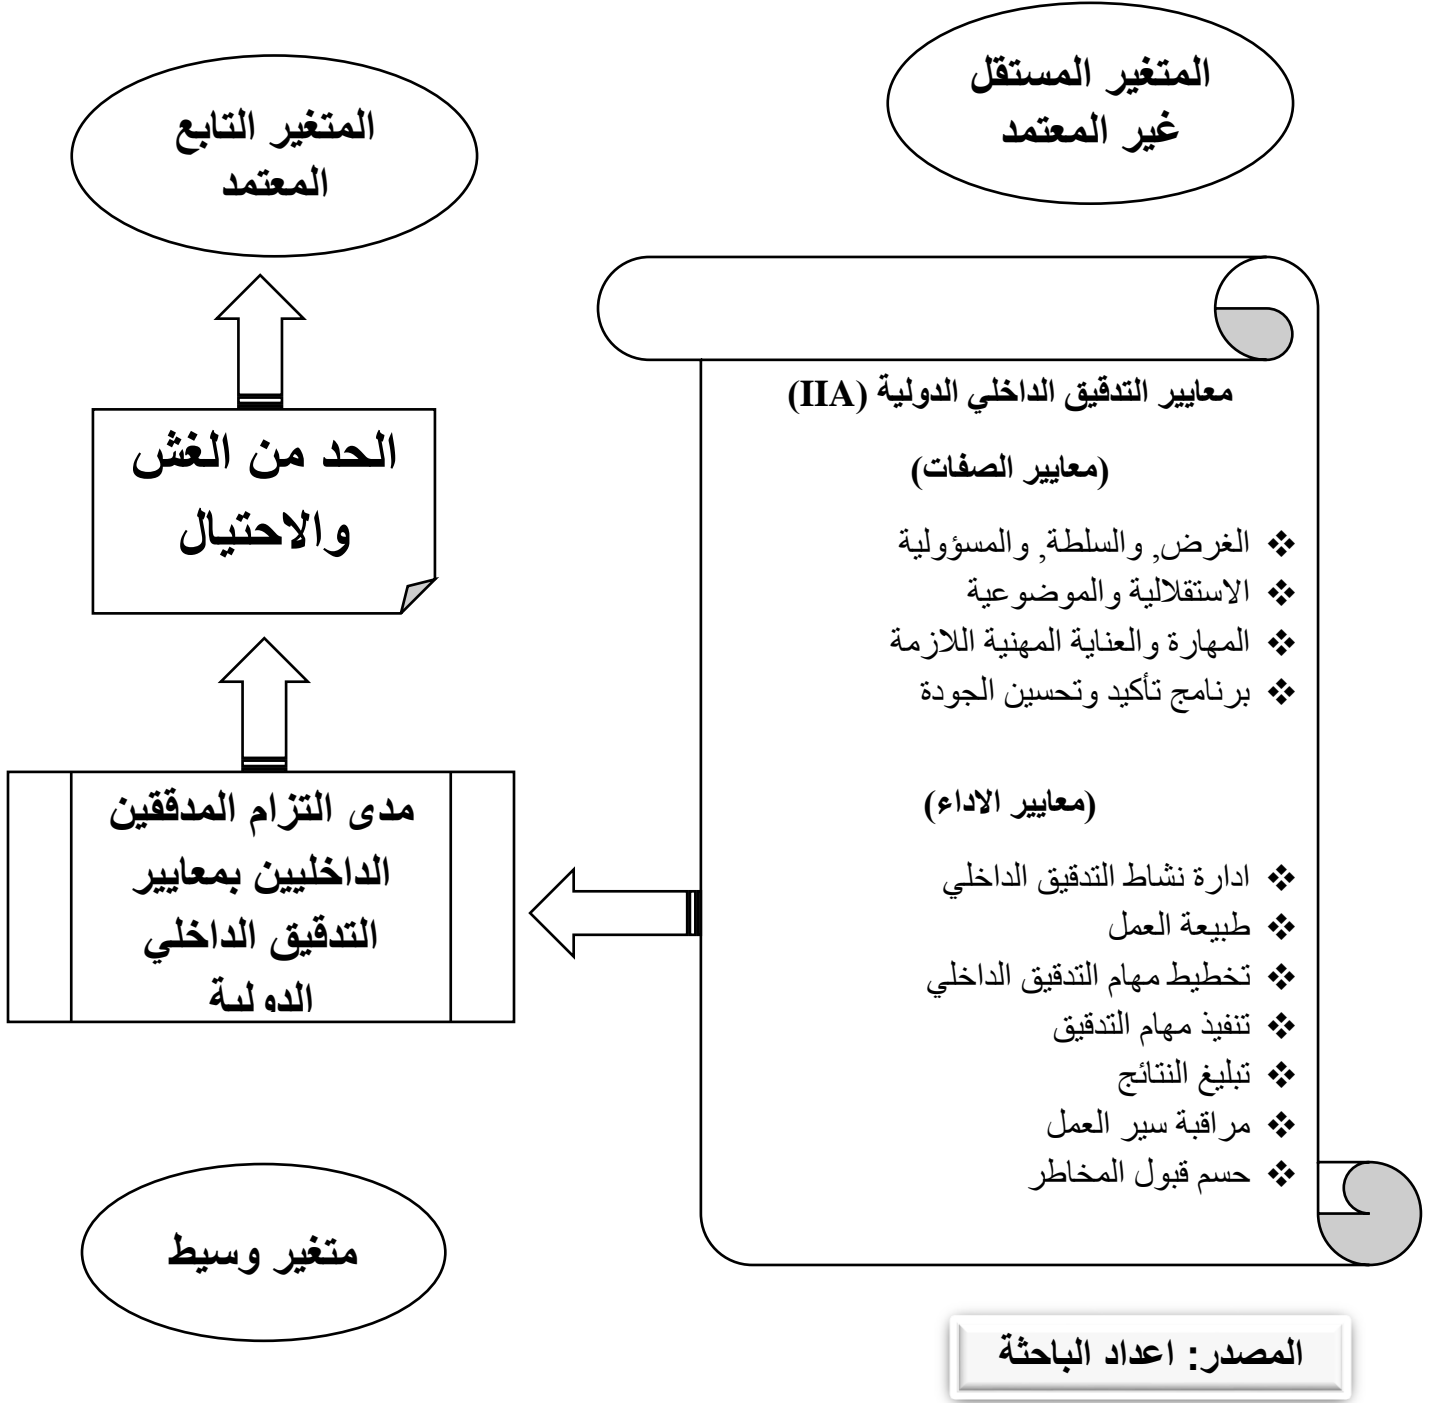 المتغير المستقل
غير المعتمد
المتغير التابع
المعتمد
معايير التدقيق الداخلي الدولية (IIA)
(معايير الصفات)
❖ الغرض, والسلطة, والمسؤولية
❖ الاستقلالية والموضوعية
❖ المهارة والعناية المهنية اللازمة
❖ برنامج تأكيد وتحسين الجودة
(معايير الاداء)
❖ ادارة نشاط التدقيق الداخلي
❖ طبيعة العمل
❖ تخطيط مهام التدقيق الداخلي
❖ تنفيذ مهام التدقيق
❖ تبليغ النتائج
❖ مراقبة سير العمل
❖ حسم قبول المخاطر
الحد من الغش
والاحتيال
مدى التزام المدققين
الداخليين بمعايير
التدقيق الداخلي
الدولية
متغير وسيط
المصدر: اعداد الباحثة